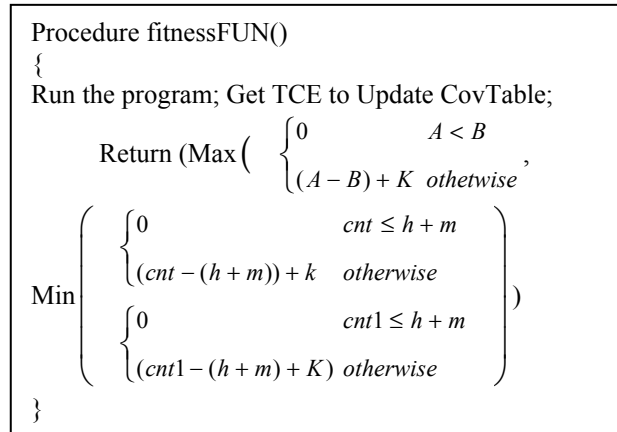 Procedure fitnessFUN()
{
Run the program; Get TCE to Update CovTable;
Return (Max ( { 0 A < B
(A − B) + K othetwise ,
Min ( { 0 cnt ≤ h + m
(cnt − (h + m)) + k otherwise
{ 0 cnt1 ≤ h + m
(cnt1 − (h + m) + K) otherwise ) )
}